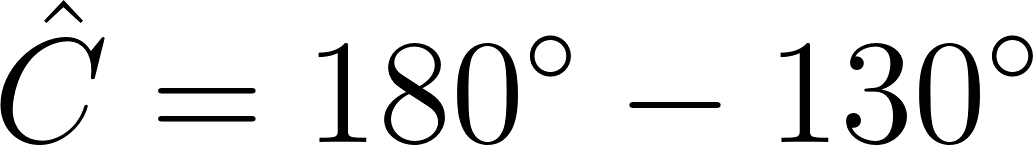 Ĉ = 180° − 130°